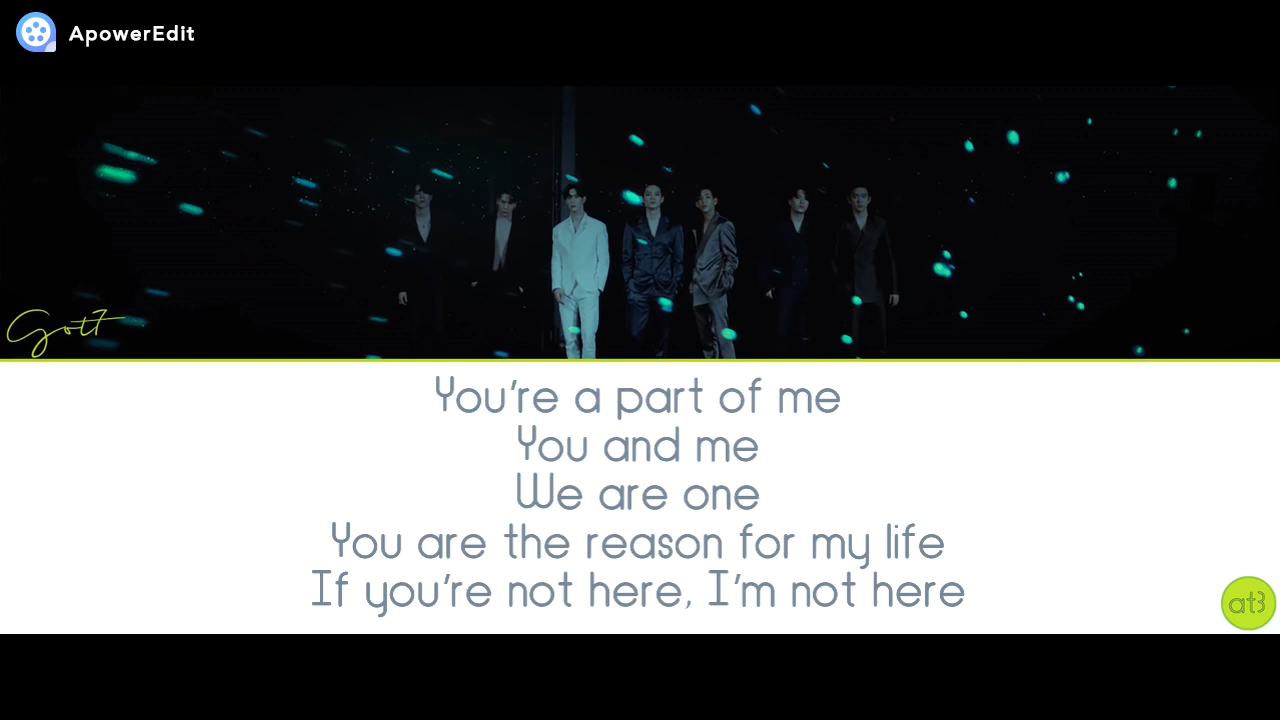 ApowerEdit
Got7
You're a part of me
You and me
We are one
You are the reason for my life
If you're not here, I'm not here
at3